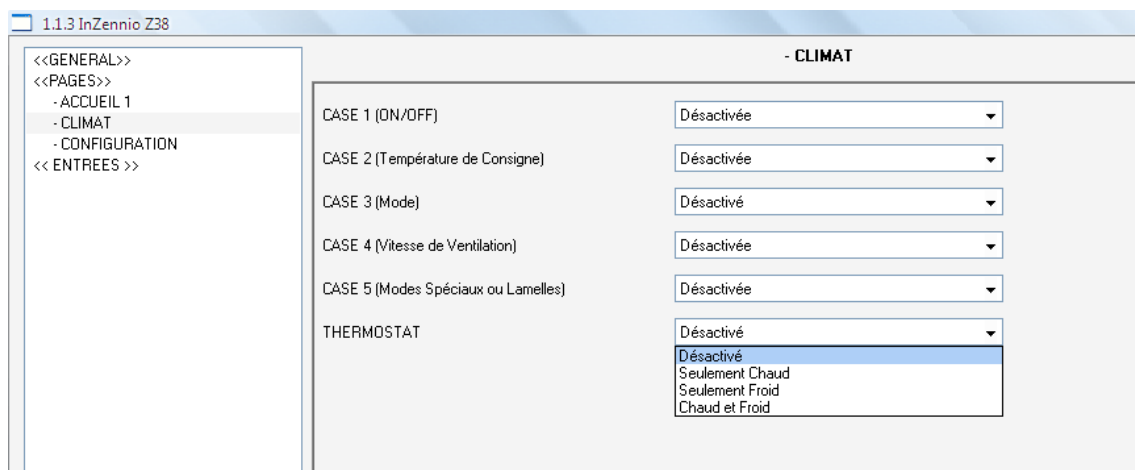 1.1.3 InZennio Z38
<<GENERAL>>
<<PAGES>>
- ACCUEIL 1
- CLIMAT
- CONFIGURATION
<< ENTREES >>
- CLIMAT
CASE 1 (ON/OFF) Désactivée
CASE 2 (Température de Consigne) Désactivée
CASE 3 (Mode) Désactivé
CASE 4 (Vitesse de Ventilation) Désactivée
CASE 5 (Modes Spéciaux ou Lamelles) Désactivée
THERMOSTAT Désactivé
Désactivé
Seulement Chaud
Seulement Froid
Chaud et Froid